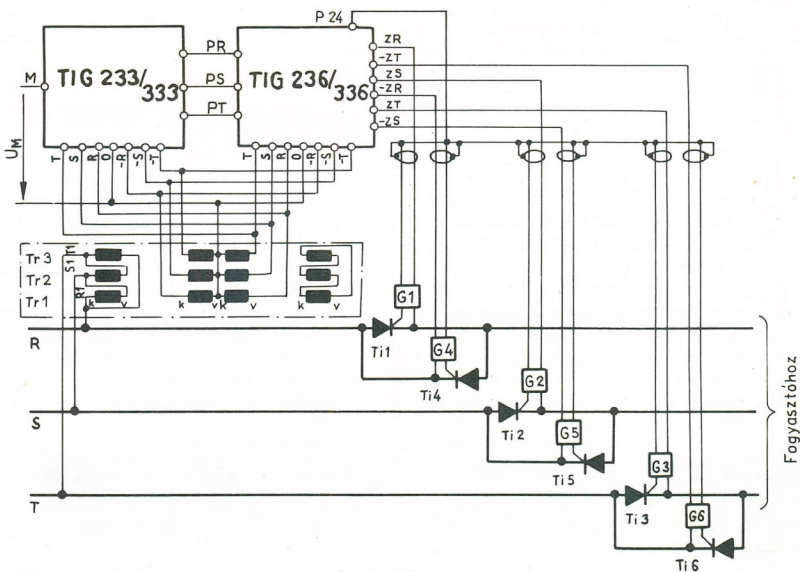 P 24
TIG 233/333
PR
PS
PT
TIG 236/336
ZR
-ZT
ZS
-ZR
ZT
-ZS
M
UM
T S R O -R -S -T
T S R O -R -S -T
Tr 3
Tr 2
Tr 1
T1
S1
R1
k v
k v k v
k v
G1
R
Ti1
G4
Ti4
G2
S
Ti 2
G5
Ti 5
G3
T
Ti 3
G6
Ti 6
Fogyasztóhoz